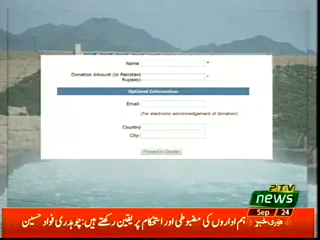 Name *
Donation Amount (in Pakistani *
Rupees)
Optional Information
Email
(For electronic acknowledgement of donation)
Country
City
Proceed to Donate
PTV
news
Sep / 24
ہم اداروں کی مضبوطی اور استحکام پر یقین رکھتے ہیں: چوہدری فواد حسین